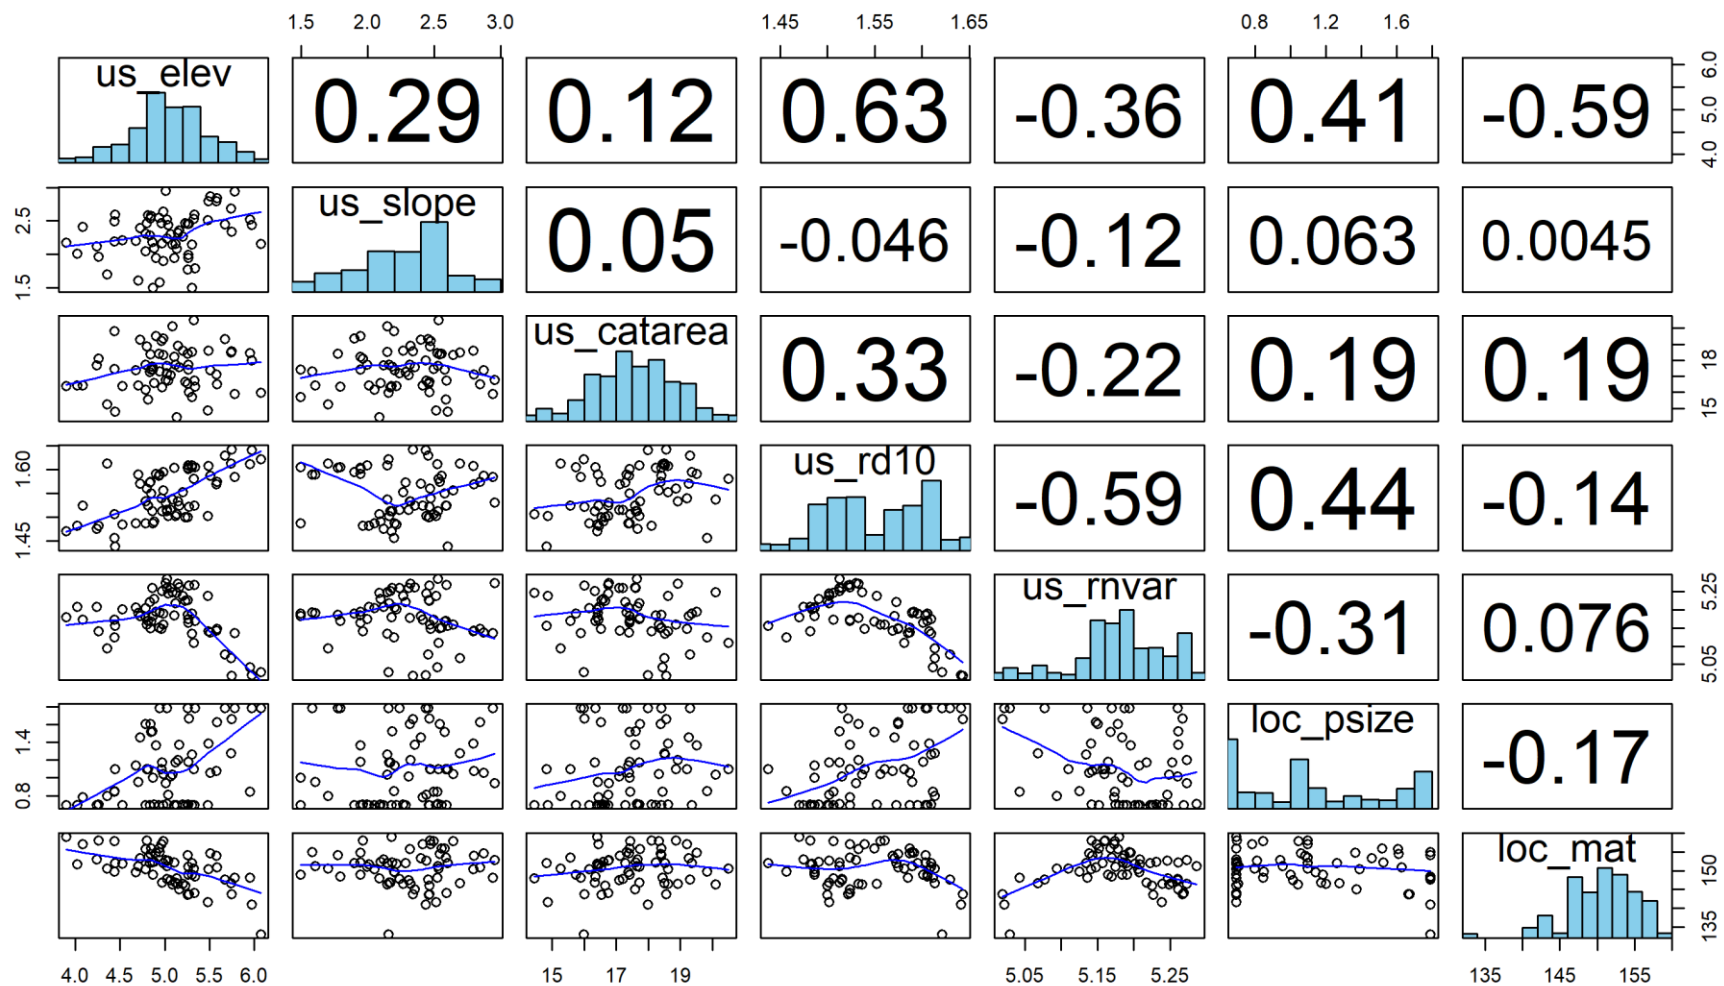 1.5 2.0 2.5 3.0 1.45 1.55 1.65 0.8 1.2 1.6
us_elev 0.29 0.12 0.63 -0.36 0.41 -0.59 4.0 5.0 6.0
1.5 2.5 us_slope 0.05 -0.046 -0.12 0.063 0.0045
us_catarea 0.33 -0.22 0.19 0.19 15 18
1.45 1.60 us_rd10 -0.59 0.44 -0.14
us_rnvar -0.31 0.076 5.05 5.25
0.8 1.4 loc_psize -0.17
loc_mat 135 150
4.0 4.5 5.0 5.5 6.0 15 17 19 5.05 5.15 5.25 135 145 155